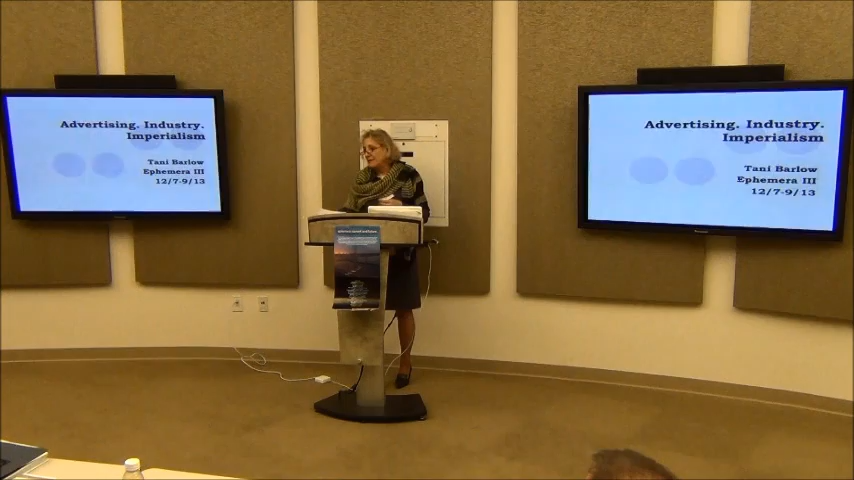 Advertising. Industry.
Imperialism
Tani Barlow
Ephemera III
12/7-9/13
Advertising. Industry.
Imperialism
Tani Barlow
Ephemera III
12/7-9/13